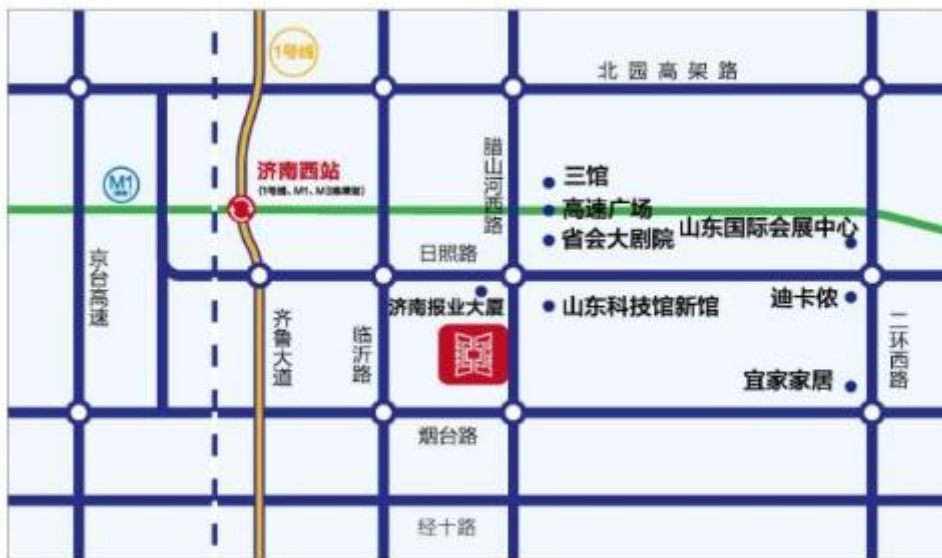 1号线
北园高架路
腊山河西路
济南西站
三馆
M1
高速广场
山东国际会展中心
省会大剧院
日照路
京台高速
迪卡侬
济南报业大厦
山东科技馆新馆
齐鲁大道
临沂路
二环西路
宜家家居
烟台路
经十路